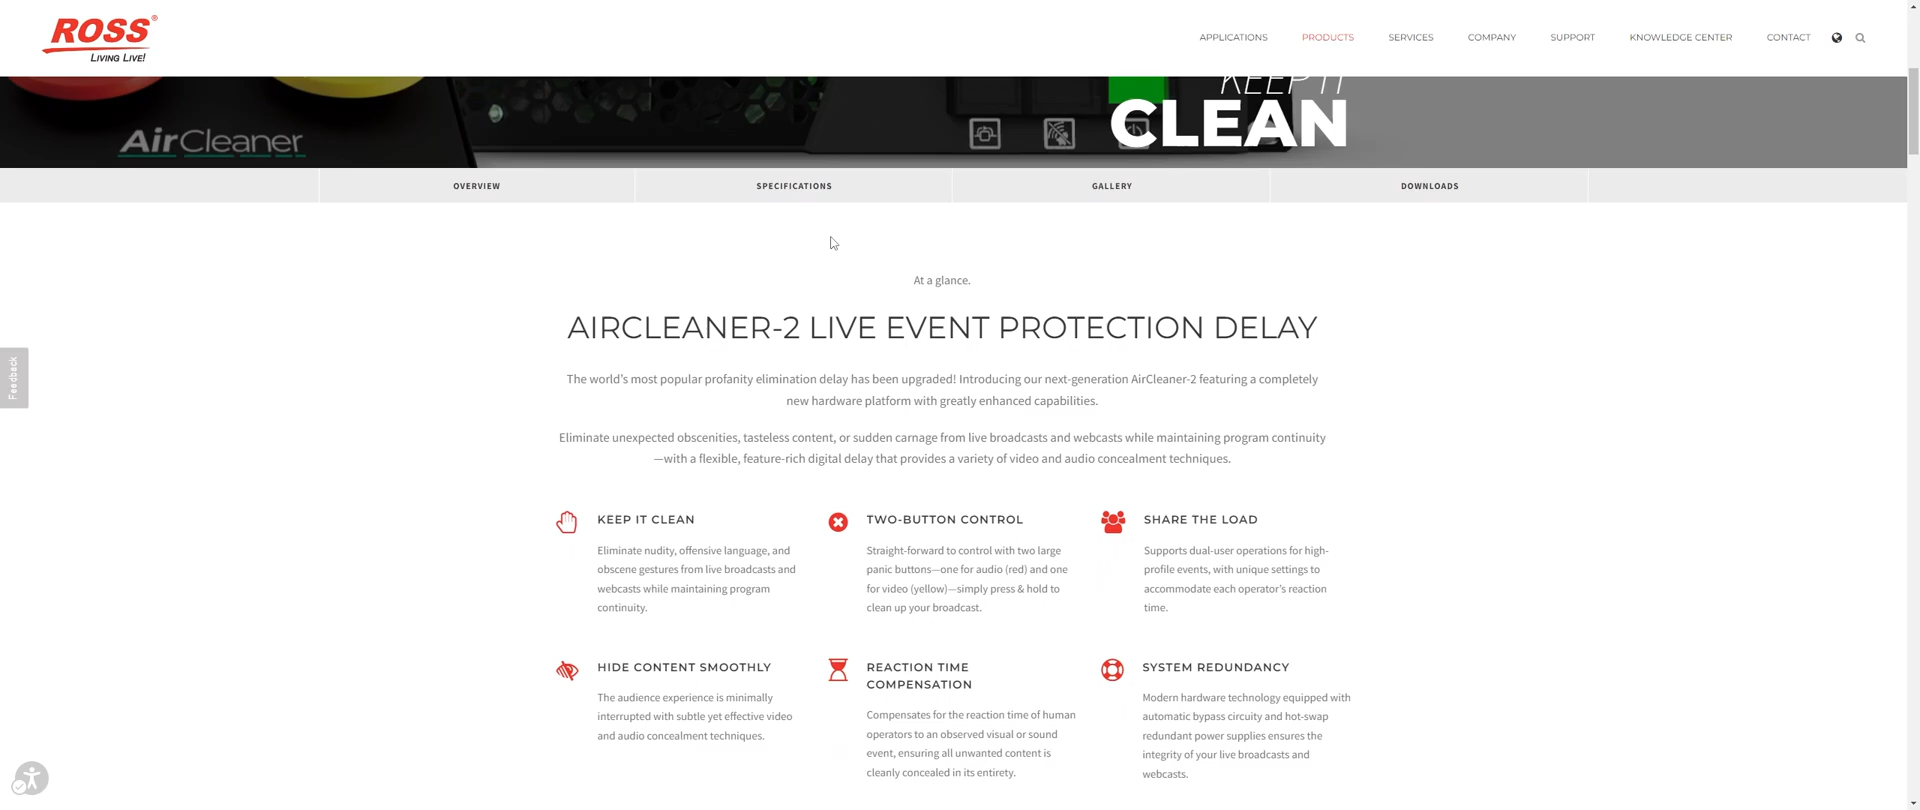 ROSS®
LIVING LIVE!
APPLICATIONS PRODUCTS SERVICES COMPANY SUPPORT KNOWLEDGE CENTER CONTACT
KEEP IT
CLEAN
AirCleaner
OVERVIEW SPECIFICATIONS GALLERY DOWNLOADS
Feedback
At a glance.
AIRCLEANER-2 LIVE EVENT PROTECTION DELAY
The world's most popular profanity elimination delay has been upgraded! Introducing our next-generation AirCleaner-2 featuring a completely
new hardware platform with greatly enhanced capabilities.
Eliminate unexpected obscenities, tasteless content, or sudden carnage from live broadcasts and webcasts while maintaining program continuity
—with a flexible, feature-rich digital delay that provides a variety of video and audio concealment techniques.
KEEP IT CLEAN
Eliminate nudity, offensive language, and
obscene gestures from live broadcasts and
webcasts while maintaining program
continuity.
TWO-BUTTON CONTROL
Straight-forward to control with two large
panic buttons—one for audio (red) and one
for video (yellow)—simply press & hold to
clean up your broadcast.
SHARE THE LOAD
Supports dual-user operations for high-
profile events, with unique settings to
accommodate each operator's reaction
time.
HIDE CONTENT SMOOTHLY
The audience experience is minimally
interrupted with subtle yet effective video
and audio concealment techniques.
REACTION TIME
COMPENSATION
Compensates for the reaction time of human
operators to an observed visual or sound
event, ensuring all unwanted content is
cleanly concealed in its entirety.
SYSTEM REDUNDANCY
Modern hardware technology equipped with
automatic bypass circuity and hot-swap
redundant power supplies ensures the
integrity of your live broadcasts and
webcasts.